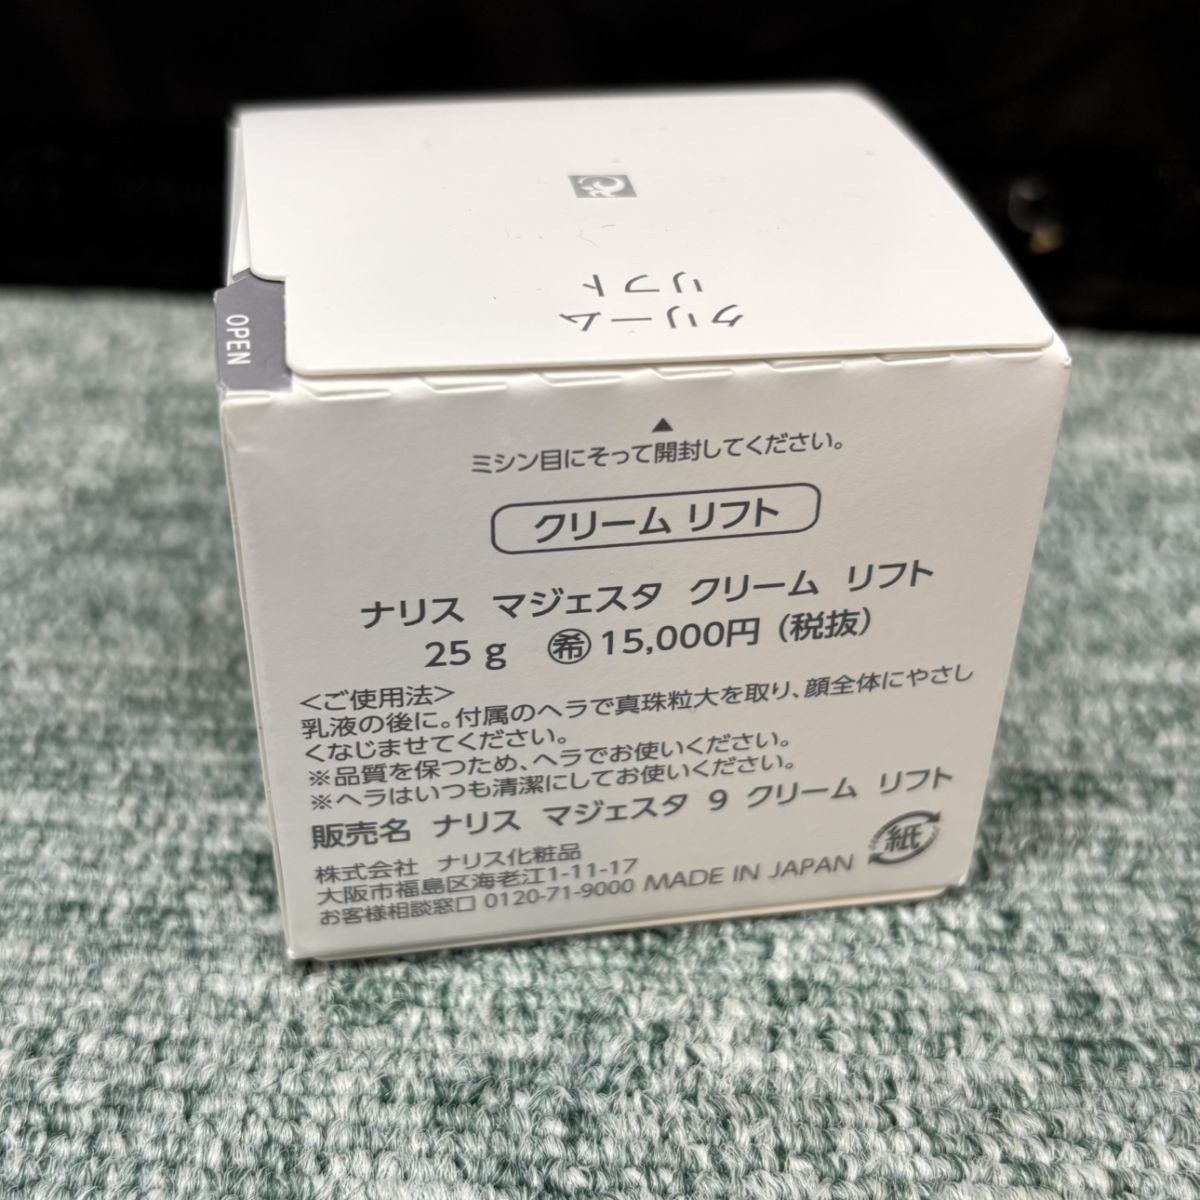 クリーム
リフト
OPEN
▲
ミシン目にそって開封してください。
クリーム リフト
ナリス マジェスタ クリーム リフト
25g ㊒15,000円（税抜）
＜ご使用法＞
乳液の後に。付属のヘラで真珠粒大を取り、顔全体にやさし
くなじませてください。
※品質を保つため、ヘラでお使いください。
※ヘラはいつも清潔にしてお使いください。
販売名 ナリス マジェスタ 9 クリーム リフト
株式会社 ナリス化粧品
大阪市福島区海老江1-11-17
お客様相談窓口 0120-71-9000 MADE IN JAPAN
紙